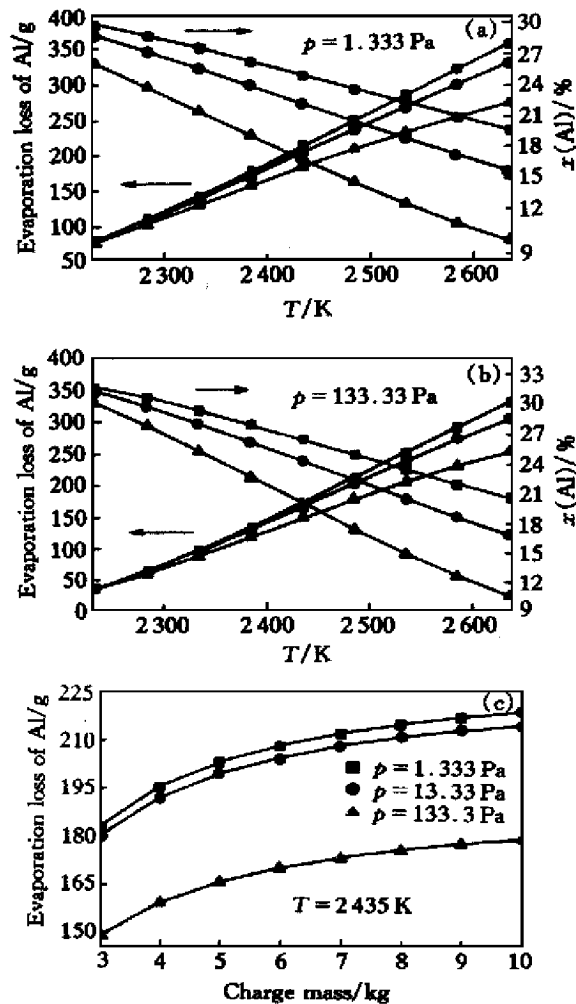 (a)
p = 1.333 Pa
Evaporation loss of Al/g
400
350
300
250
200
150
100
50
30
27
24
21
18
15
12
9
x(Al)/%
2 300 2 400 2 500 2 600
T/K
(b)
p = 133.33 Pa
Evaporation loss of Al/g
400
350
300
250
200
150
100
50
0
33
30
27
24
21
18
15
12
9
x(Al)/%
2 300 2 400 2 500 2 600
T/K
(c)
Evaporation loss of Al/g
225
210
195
180
165
150
■ p = 1.333 Pa
● p = 13.33 Pa
▲ p = 133.3 Pa
T = 2 435 K
3 4 5 6 7 8 9 10
Charge mass/kg